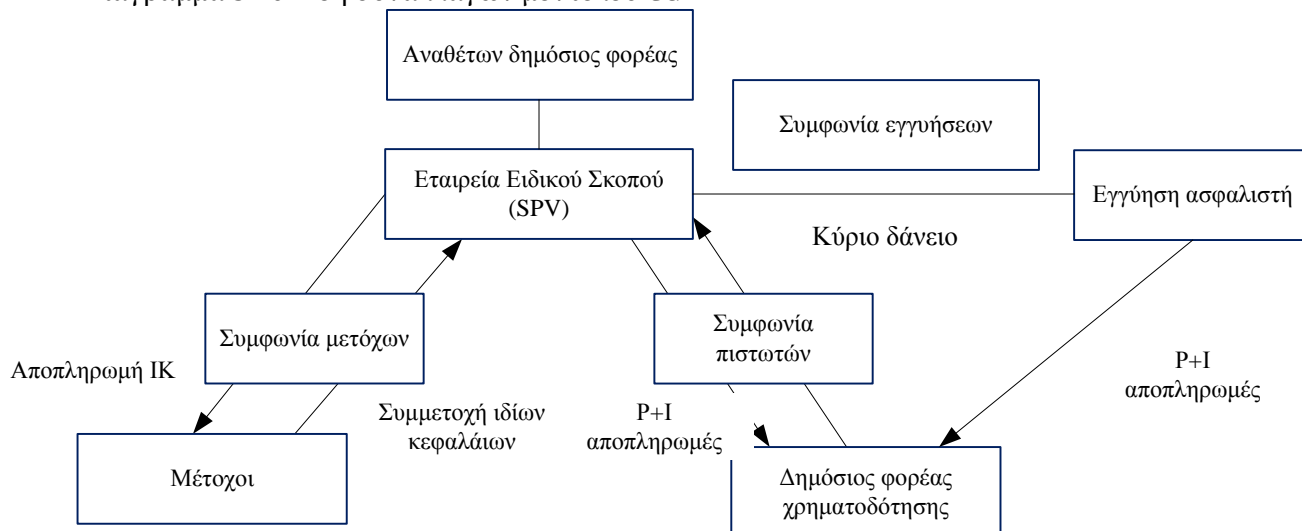 Αναθέτων δημόσιος φορέας
Συμφωνία εγγυήσεων
Εταιρεία Ειδικού Σκοπού
(SPV)
Εγγύηση ασφαλιστή
Κύριο δάνειο
Συμφωνία μετόχων
Συμφωνία
πιστωτών
Αποπληρωμή ΙΚ
P+I
αποπληρωμές
Συμμετοχή ιδίων
κεφαλάιων
P+I
αποπληρωμές
Μέτοχοι
Δημόσιος φορέας
χρηματοδότησης